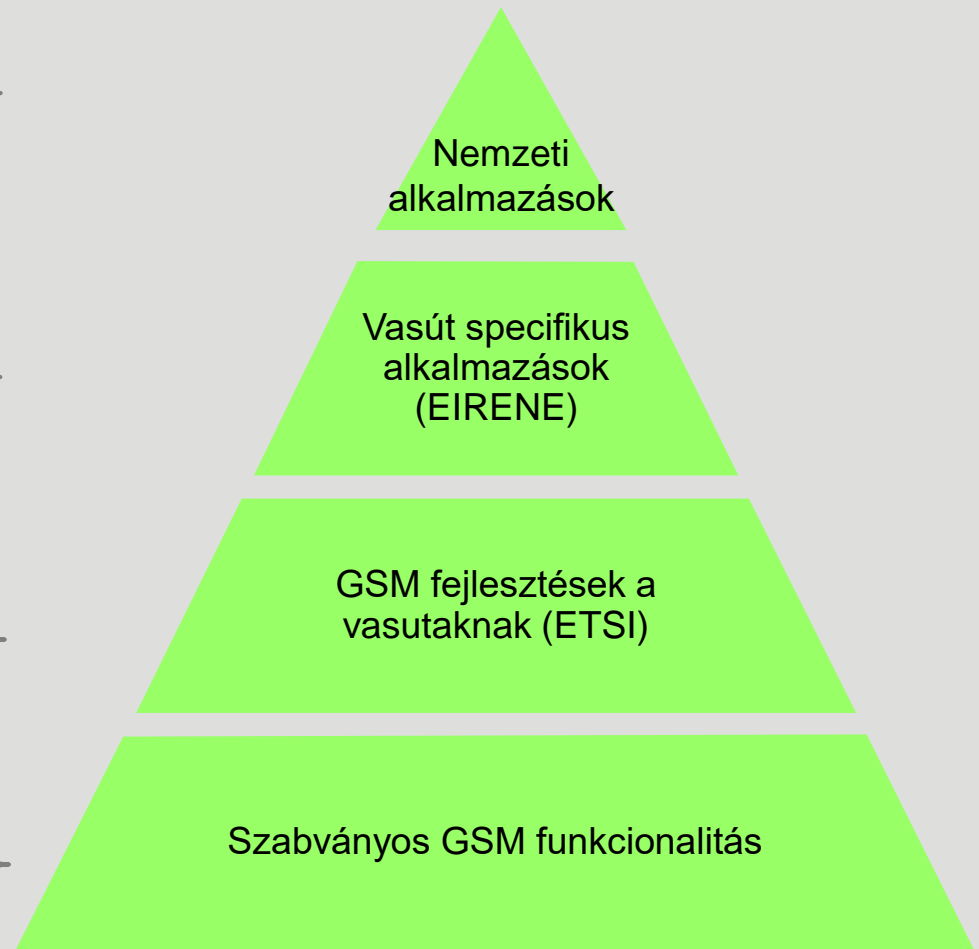 Nemzeti
alkalmazások
Vasút specifikus
alkalmazások
(EIRENE)
GSM fejlesztések a
vasutaknak (ETSI)
Szabványos GSM funkcionalitás